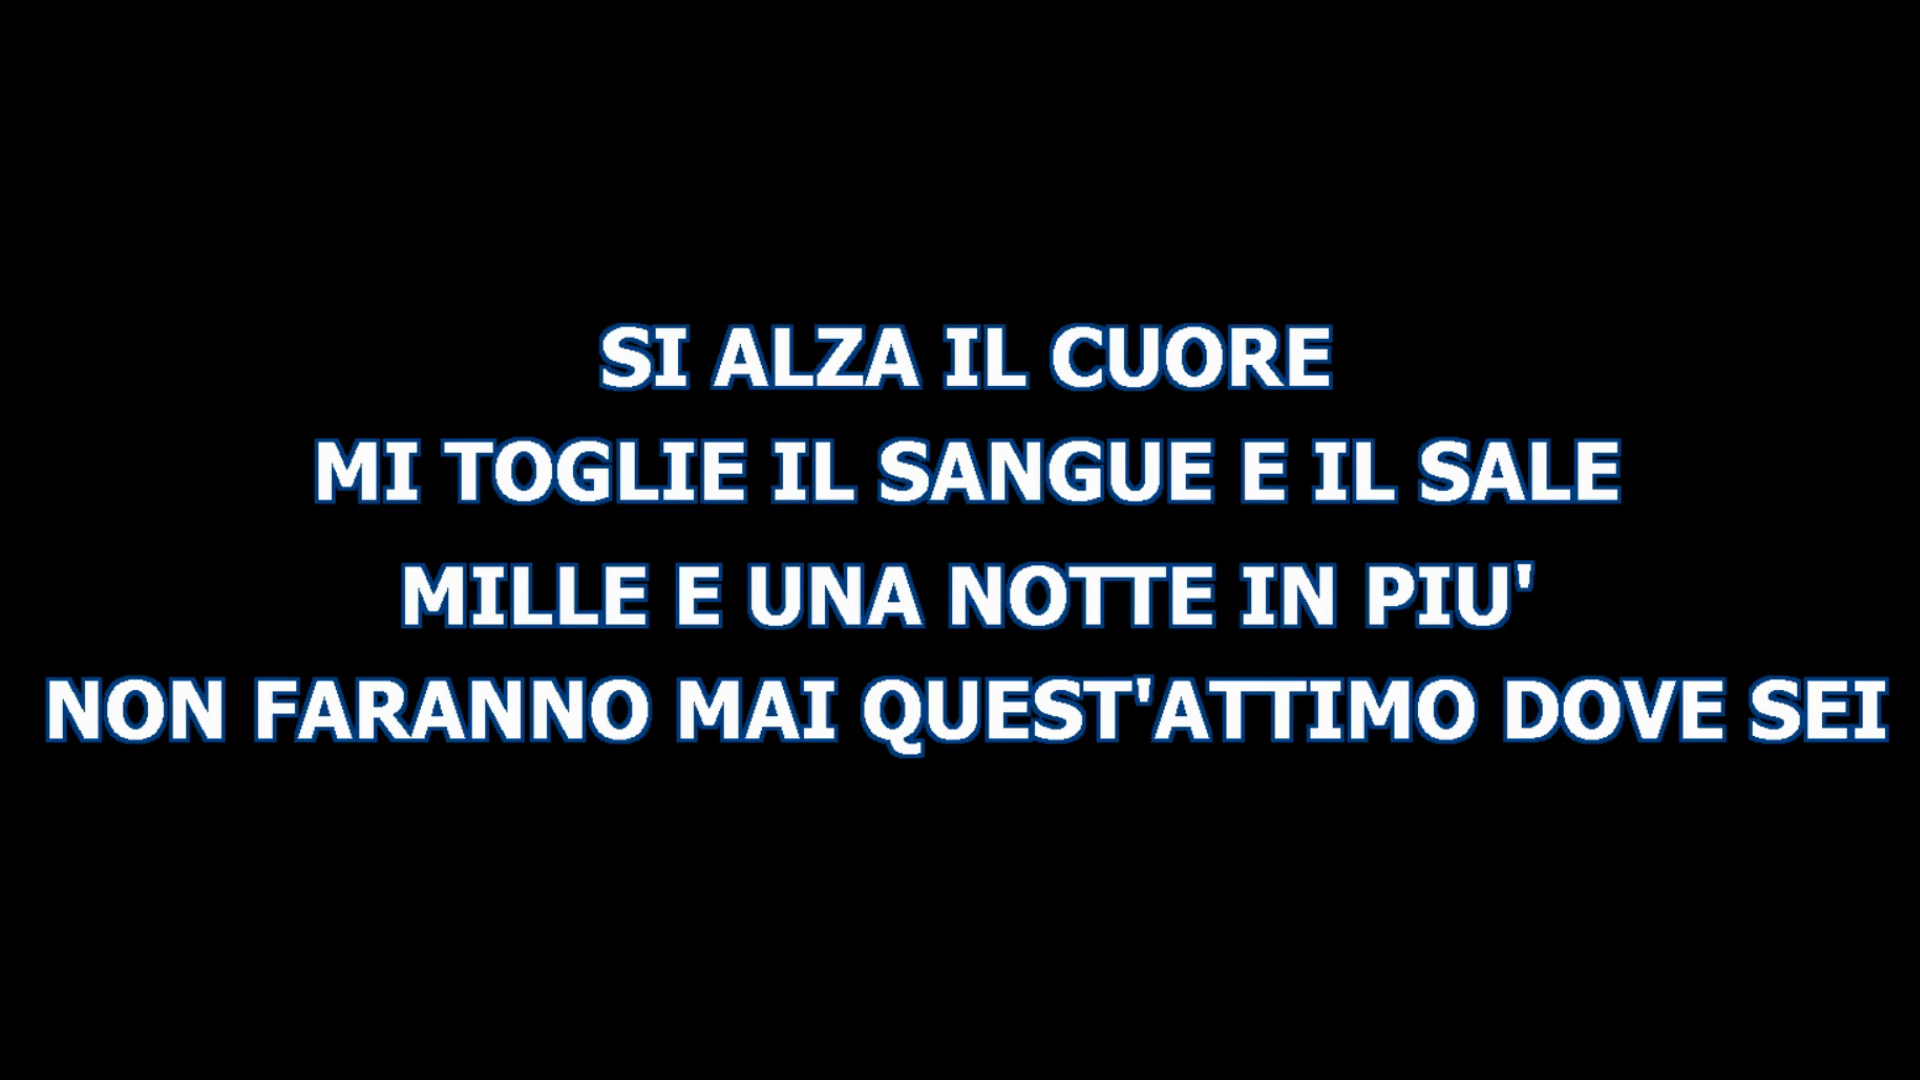 SI ALZA IL CUORE
MI TOGLIE IL SANGUE E IL SALE
MILLE E UNA NOTTE IN PIU'
NON FARANNO MAI QUEST'ATTIMO DOVE SEI